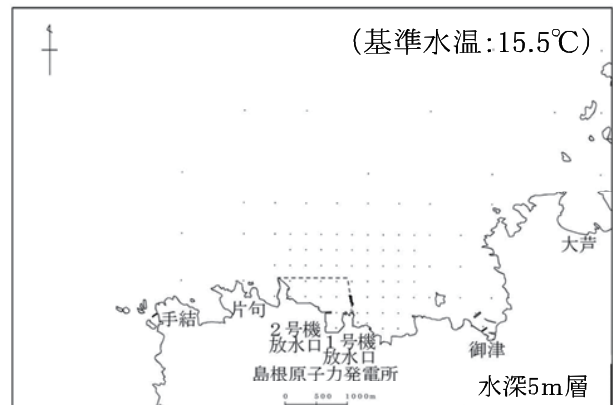 (基準水温:15.5℃)
大芦
手結
片句
2号機
放水口
1号機
放水口
御津
島根原子力発電所
0 500 1000m
水深5m層